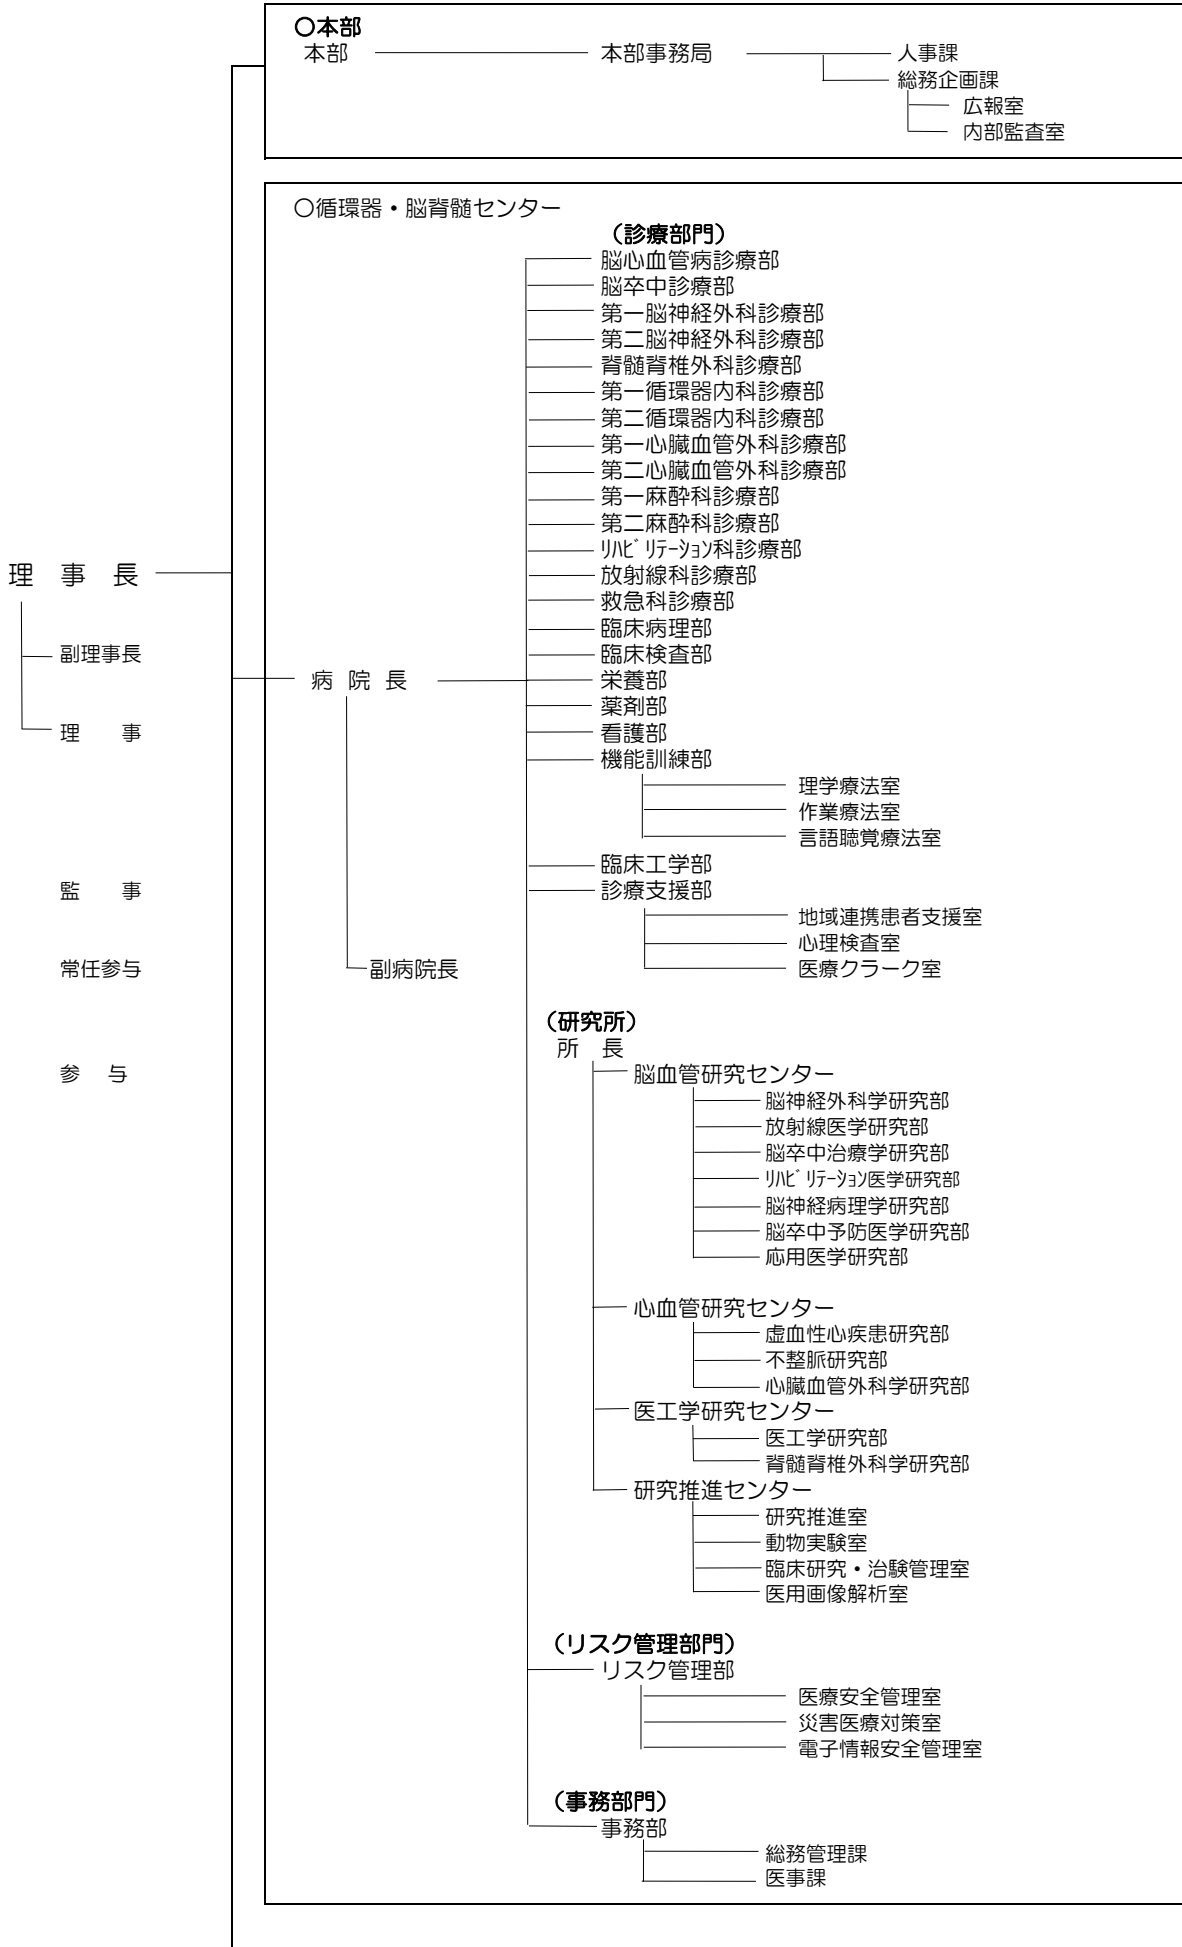 〇本部
本部　本部事務局　人事課
総務企画課
広報室
内部監査室
〇循環器・脳脊髄センター
（診療部門）
脳心血管病診療部
脳卒中診療部
第一脳神経外科診療部
第二脳神経外科診療部
脊髄脊椎外科診療部
第一循環器内科診療部
第二循環器内科診療部
第一心臓血管外科診療部
第二心臓血管外科診療部
第一麻酔科診療部
第二麻酔科診療部
ﾘﾊﾋﾞﾘﾃｰｼｮﾝ科診療部
理　事　長
放射線科診療部
救急科診療部
臨床病理部
副理事長
臨床検査部
病　院　長
栄養部
薬剤部
理　　事
看護部
機能訓練部
理学療法室
作業療法室
言語聴覚療法室
臨床工学部
監　　事
診療支援部
地域連携患者支援室
心理検査室
常任参与
副病院長
医療クラーク室
（研究所）
所　長
参　与
脳血管研究センター
脳神経外科学研究部
放射線医学研究部
脳卒中治療学研究部
ﾘﾊﾋﾞﾘﾃｰｼｮﾝ医学研究部
脳神経病理学研究部
脳卒中予防医学研究部
応用医学研究部
心血管研究センター
虚血性心疾患研究部
不整脈研究部
心臓血管外科学研究部
医工学研究センター
医工学研究部
脊髄脊椎外科学研究部
研究推進センター
研究推進室
動物実験室
臨床研究・治験管理室
医用画像解析室
（リスク管理部門）
リスク管理部
医療安全管理室
災害医療対策室
電子情報安全管理室
（事務部門）
事務部
総務管理課
医事課